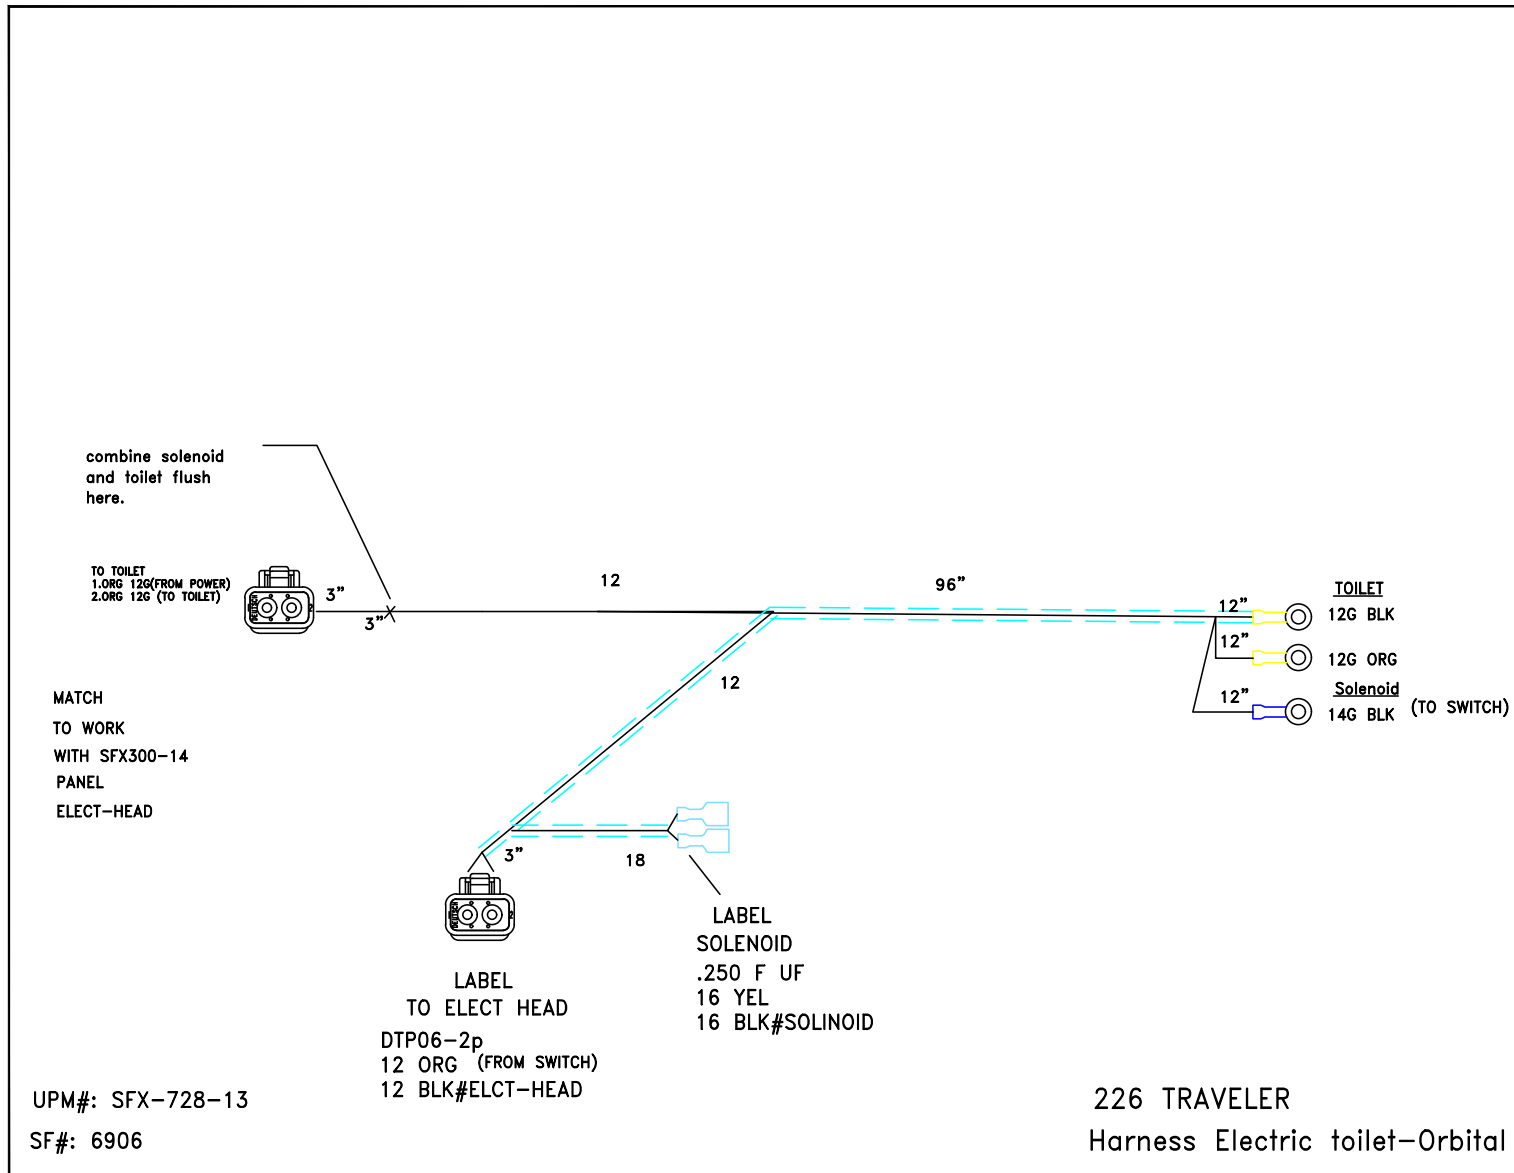 combine solenoid
and toilet flush
here.
TO TOILET
1.ORG 12G(FROM POWER)
2.ORG 12G (TO TOILET)
DEUTSCH
2
3"
3"
12
96"
12"
TOILET
12G BLK
12"
12G ORG
12"
Solenoid
14G BLK (TO SWITCH)
12
MATCH
TO WORK
WITH SFX300-14
PANEL
ELECT-HEAD
3"
18
DEUTSCH
2
LABEL
SOLENOID
.250 F UF
16 YEL
16 BLK#SOLINOID
LABEL
TO ELECT HEAD
DTP06-2p
12 ORG (FROM SWITCH)
12 BLK#ELCT-HEAD
UPM#: SFX-728-13
SF#: 6906
226 TRAVELER
Harness Electric toilet-Orbital